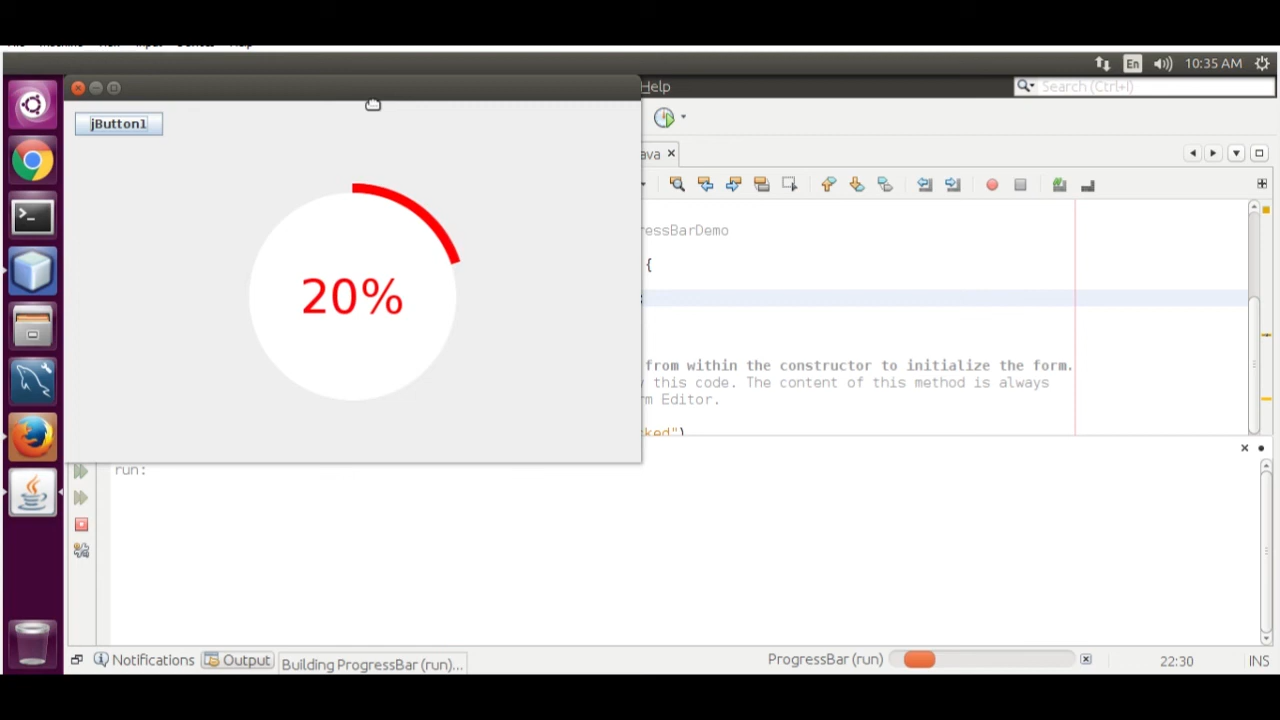 En
10:35 AM
Help
Search (Ctrl+I)
jButton1
ava
essBarDemo
{
20%
from within the constructor to initialize the form.
this code. The content of this method is always
m Editor.
ked")
run:
Notifications
Output
Building ProgressBar (run)...
ProgressBar (run)
22:30
INS